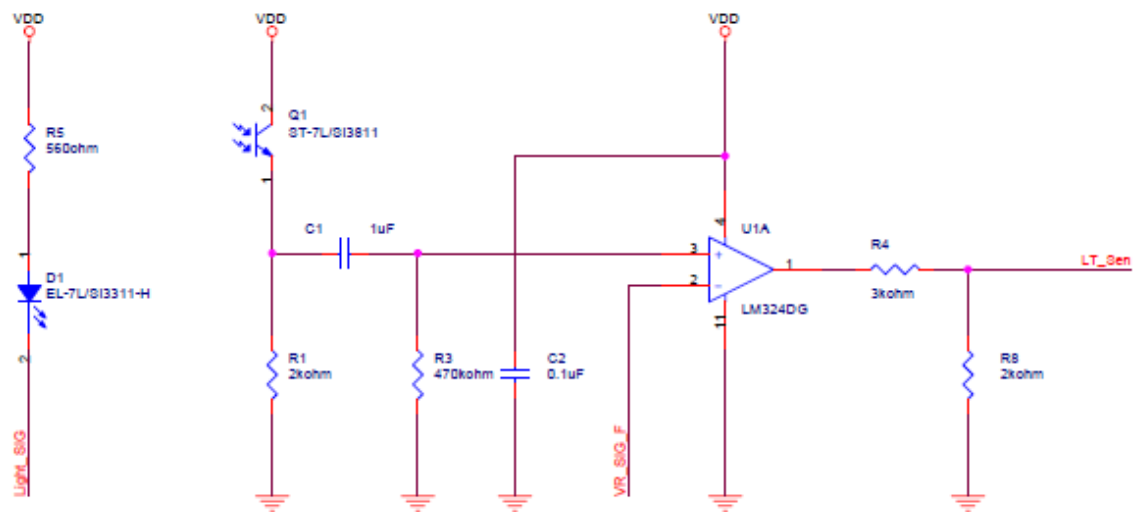 VDD
VDD
VDD
R5
560ohm
2
Q1
ST-7L/SI3811
1
1
D1
EL-7L/SI3311-H
2
Light_SIG
C1
1uF
R1
2kohm
R3
470kohm
C2
0.1uF
4
U1A
3
+
2
-
1
11
LM324DG
VR_SIG_F
R4
3kohm
LT_Sen
R8
2kohm